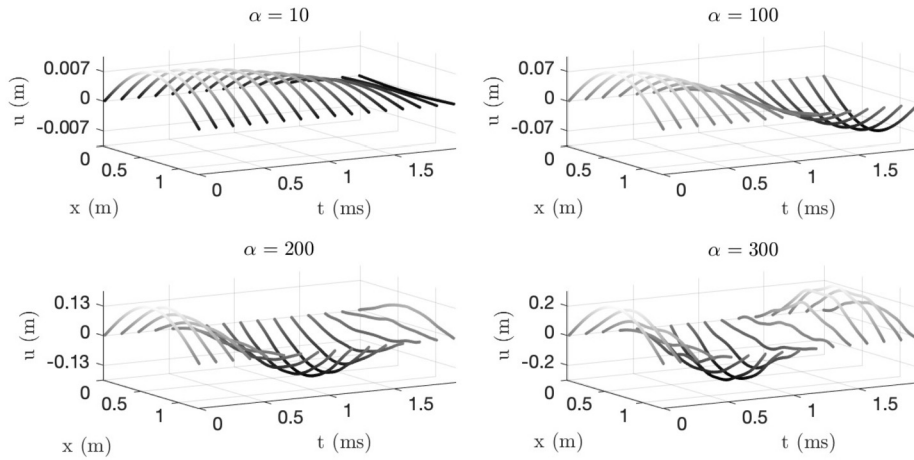 α = 10
0.007
0
-0.007
u (m)
0
0.5
1
x (m)
0
0.5
1
1.5
t (ms)
α = 100
0.07
0
-0.07
u (m)
0
0.5
1
x (m)
0
0.5
1
1.5
t (ms)
α = 200
0.13
0
-0.13
u (m)
0
0.5
1
x (m)
0
0.5
1
1.5
t (ms)
α = 300
0.2
0
-0.2
u (m)
0
0.5
1
x (m)
0
0.5
1
1.5
t (ms)